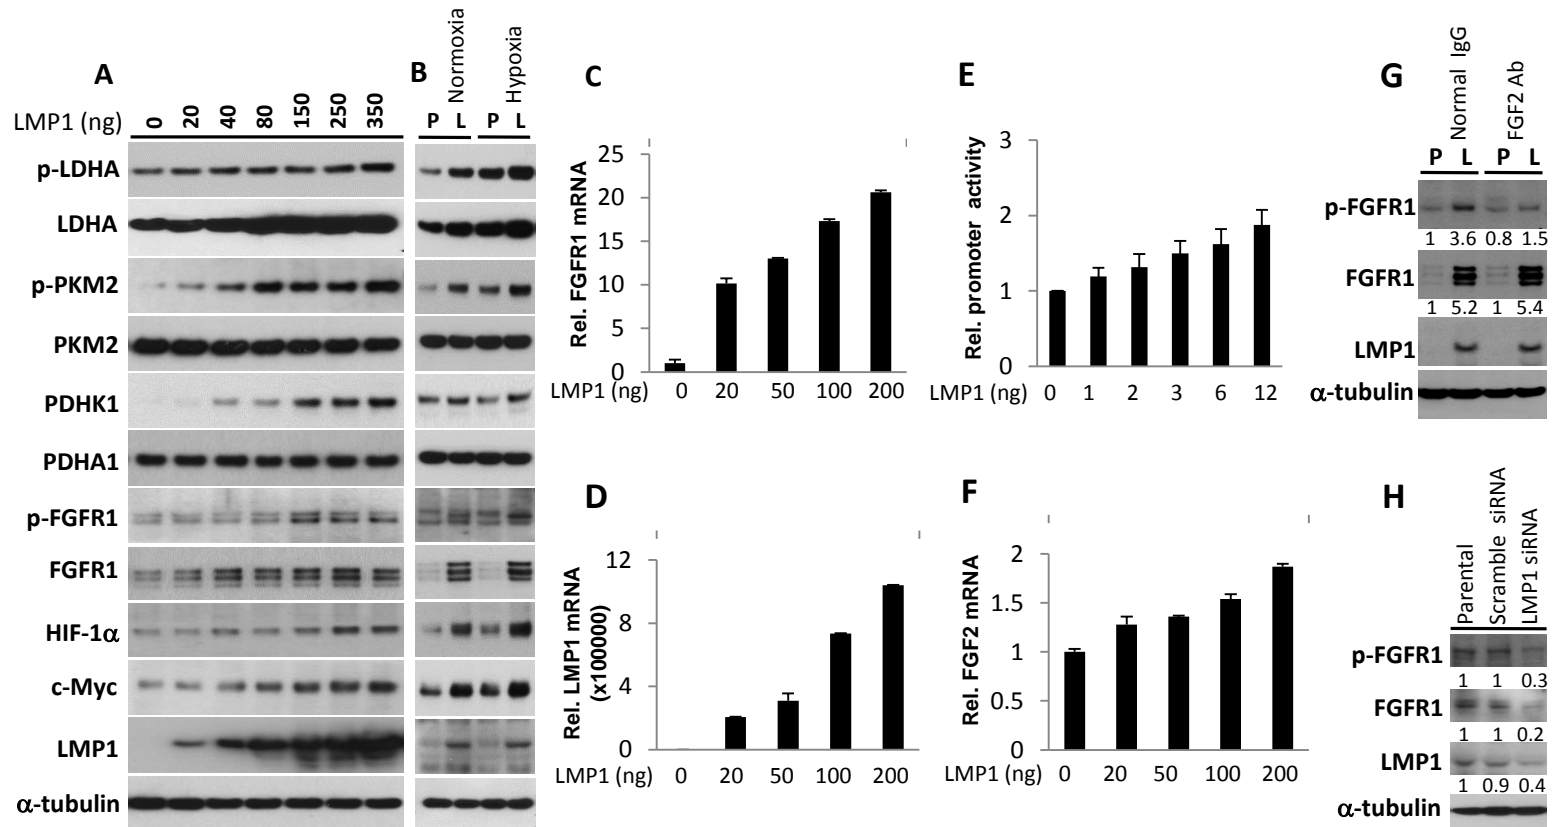 A
LMP1 (ng) 0 20 40 80 150 250 350
p-LDHA
LDHA
p-PKM2
PKM2
PDHK1
PDHA1
p-FGFR1
FGFR1
HIF-1α
c-Myc
LMP1
α-tubulin
B
Normoxia Hypoxia
P L P L
C
Rel. FGFR1 mRNA
25
20
15
10
5
0
LMP1 (ng) 0 20 50 100 200
D
Rel. LMP1 mRNA
(x100000)
12
8
4
0
LMP1 (ng) 0 20 50 100 200
E
Rel. promoter activity
3
2
1
0
LMP1 (ng) 0 1 2 3 6 12
F
Rel. FGF2 mRNA
2
1.5
1
0.5
0
LMP1 (ng) 0 20 50 100 200
G
Normal IgG FGF2 Ab
P L P L
p-FGFR1
1 3.6 0.8 1.5
FGFR1
1 5.2 1 5.4
LMP1
α-tubulin
H
Parental Scramble siRNA LMP1 siRNA
p-FGFR1
1 1 0.3
FGFR1
1 1 0.2
LMP1
1 0.9 0.4
α-tubulin